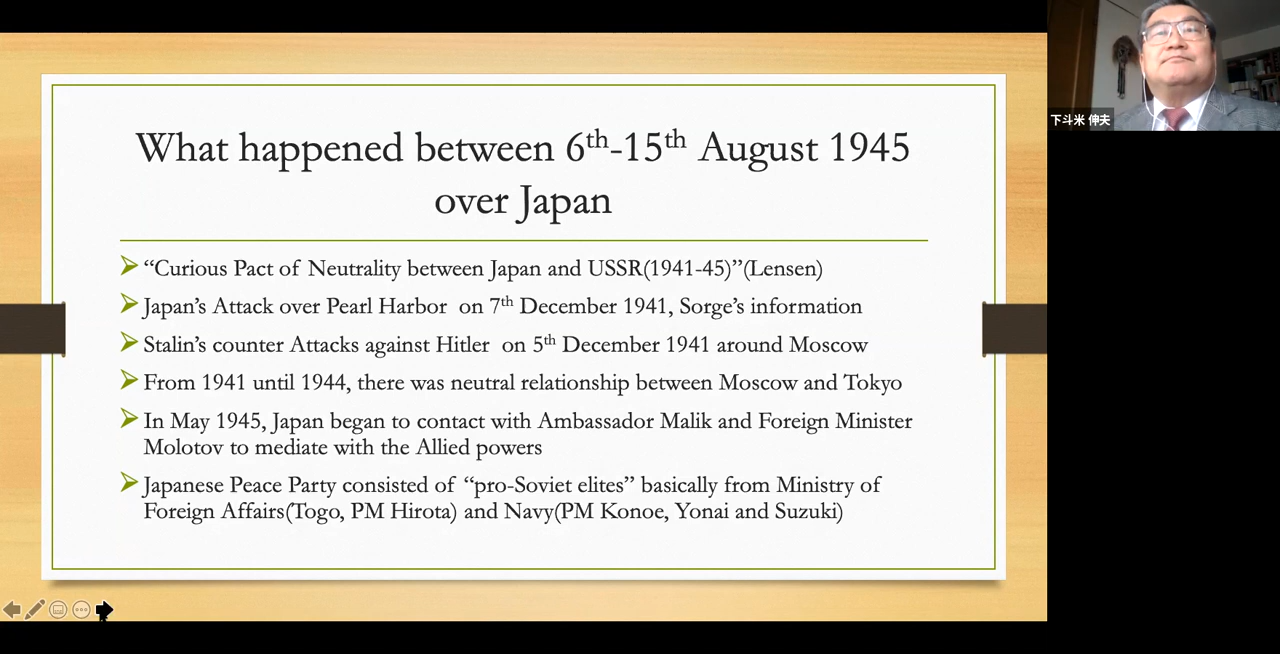 What happened between 6th-15th August 1945
over Japan
“Curious Pact of Neutrality between Japan and USSR(1941-45)”(Lensen)
Japan’s Attack over Pearl Harbor on 7th December 1941, Sorge’s information
Stalin’s counter Attacks against Hitler on 5th December 1941 around Moscow
From 1941 until 1944, there was neutral relationship between Moscow and Tokyo
In May 1945, Japan began to contact with Ambassador Malik and Foreign Minister
Molotov to mediate with the Allied powers
Japanese Peace Party consisted of “pro-Soviet elites” basically from Ministry of
Foreign Affairs(Togo, PM Hirota) and Navy(PM Konoe, Yonai and Suzuki)
下斗米 伸夫